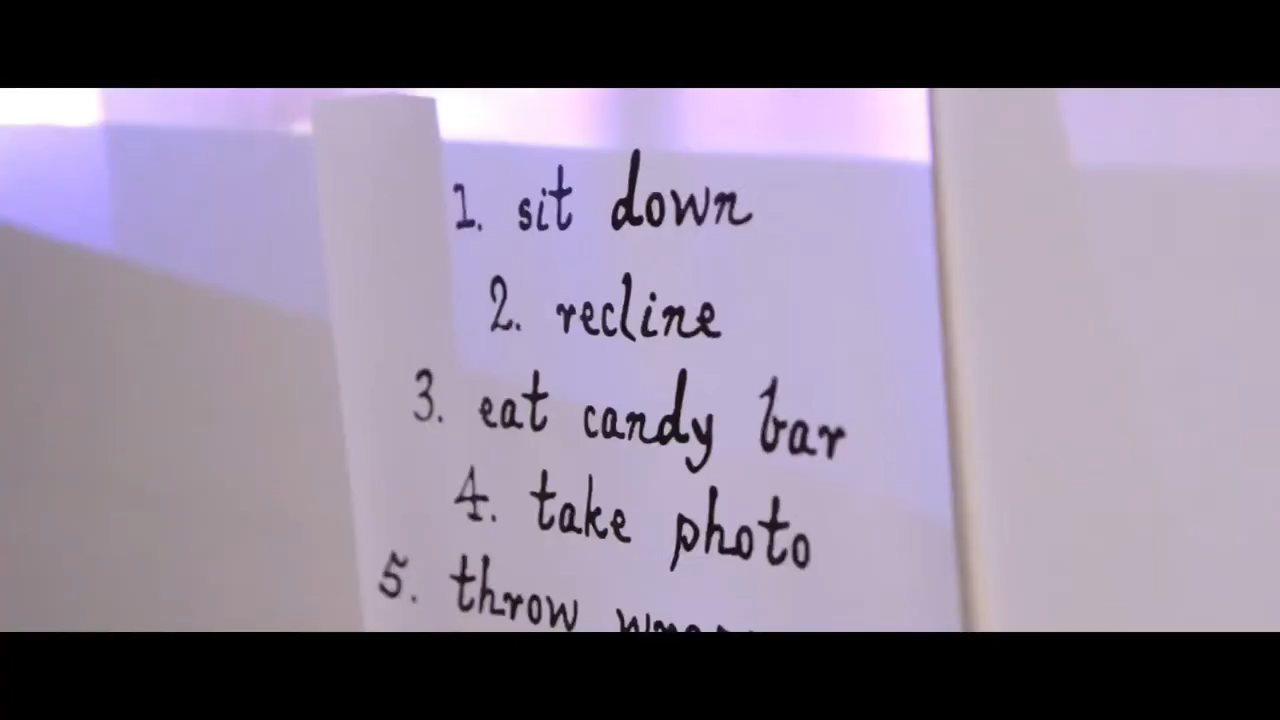 1. sit down
2. recline
3. eat candy bar
4. take photo
5. throw